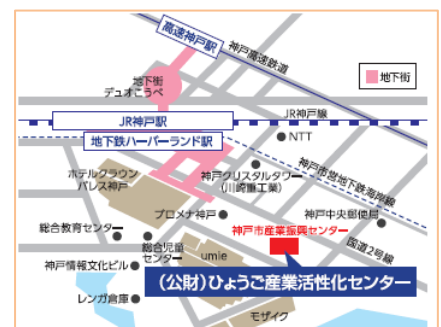 高速神戸駅
神戸高速鉄道
地下街
デュオこうべ
地下街
JR神戸線
JR神戸駅
NTT
地下鉄ハーバーランド駅
神戸市営地下鉄海岸線
ホテルクラウン
パレス神戸
神戸クリスタルタワー
(川崎重工業)
プロメナ神戸
神戸中央郵便局
総合教育センター
神戸市産業振興センター
総合児童
センター
umie
国道2号線
神戸情報文化ビル
(公財)ひょうご産業活性化センター
レンガ倉庫
モザイク